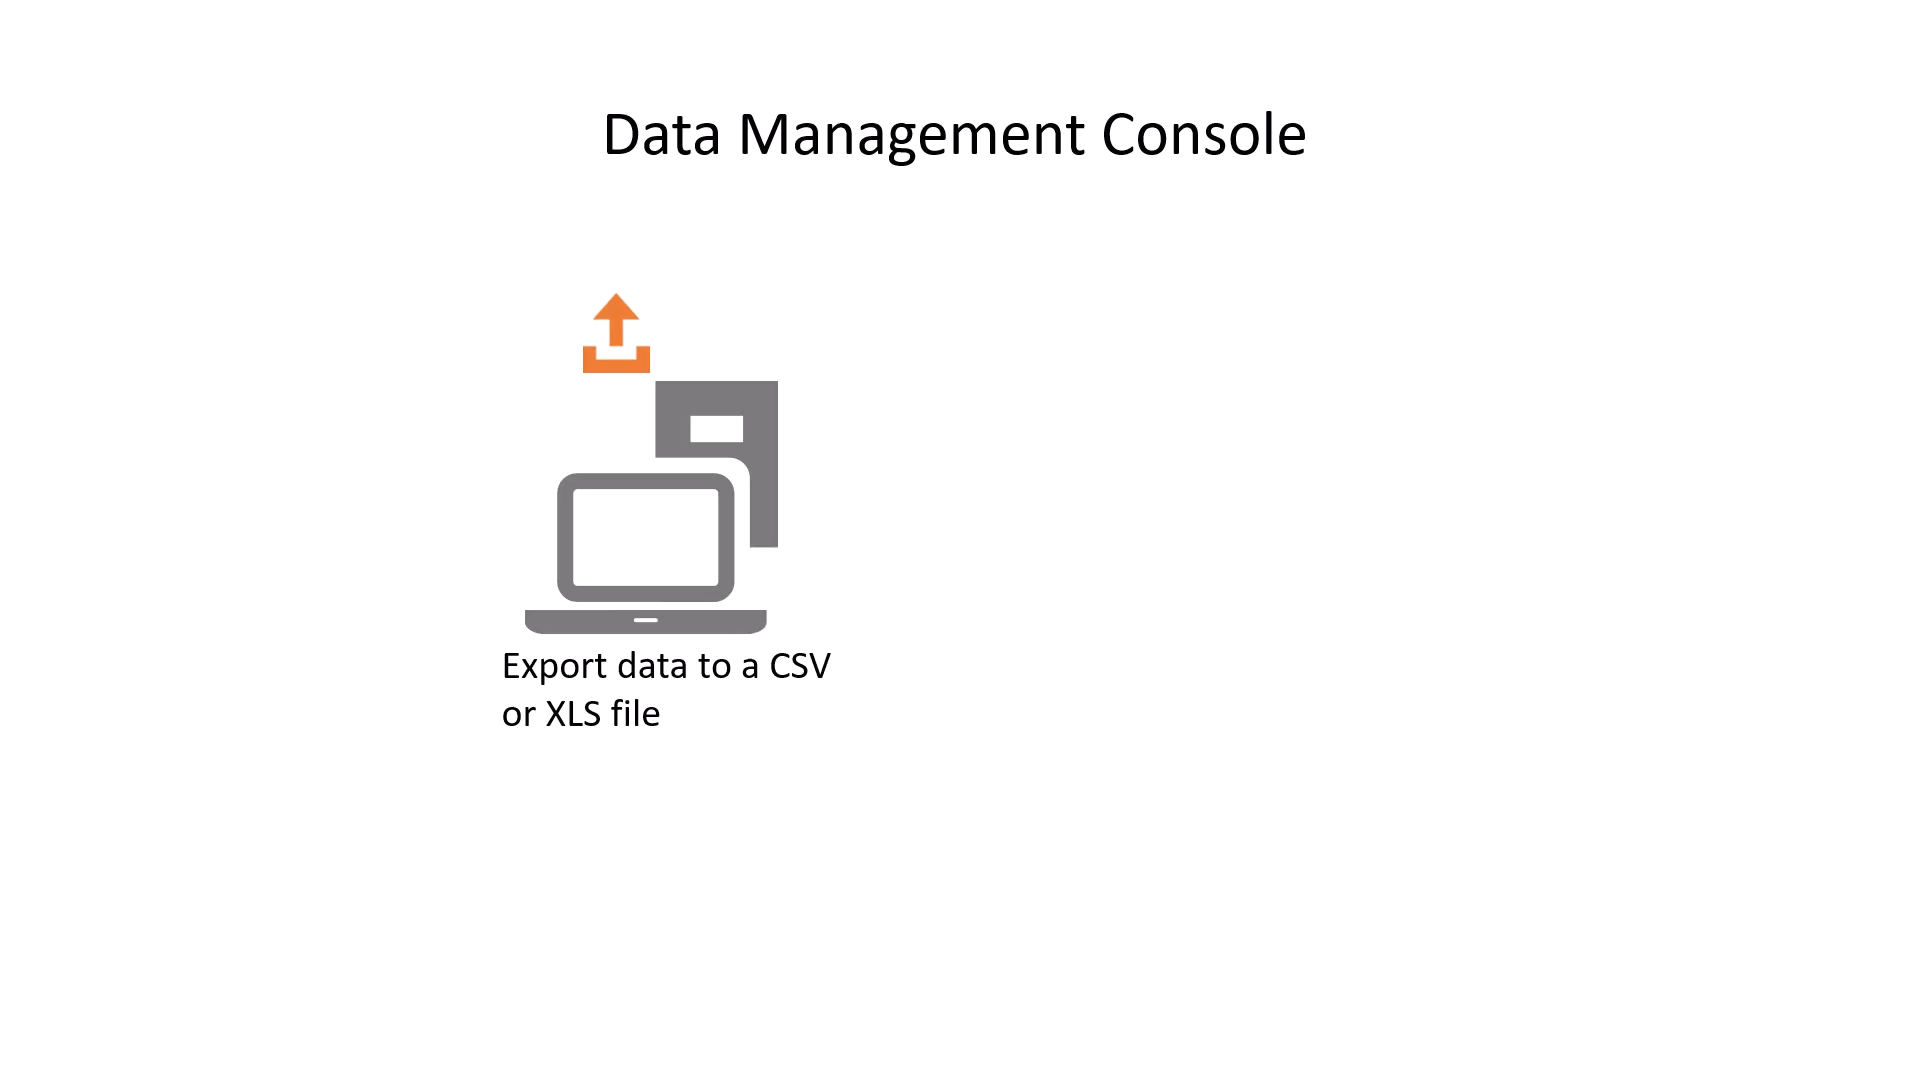 Data Management Console
Export data to a CSV
or XLS file